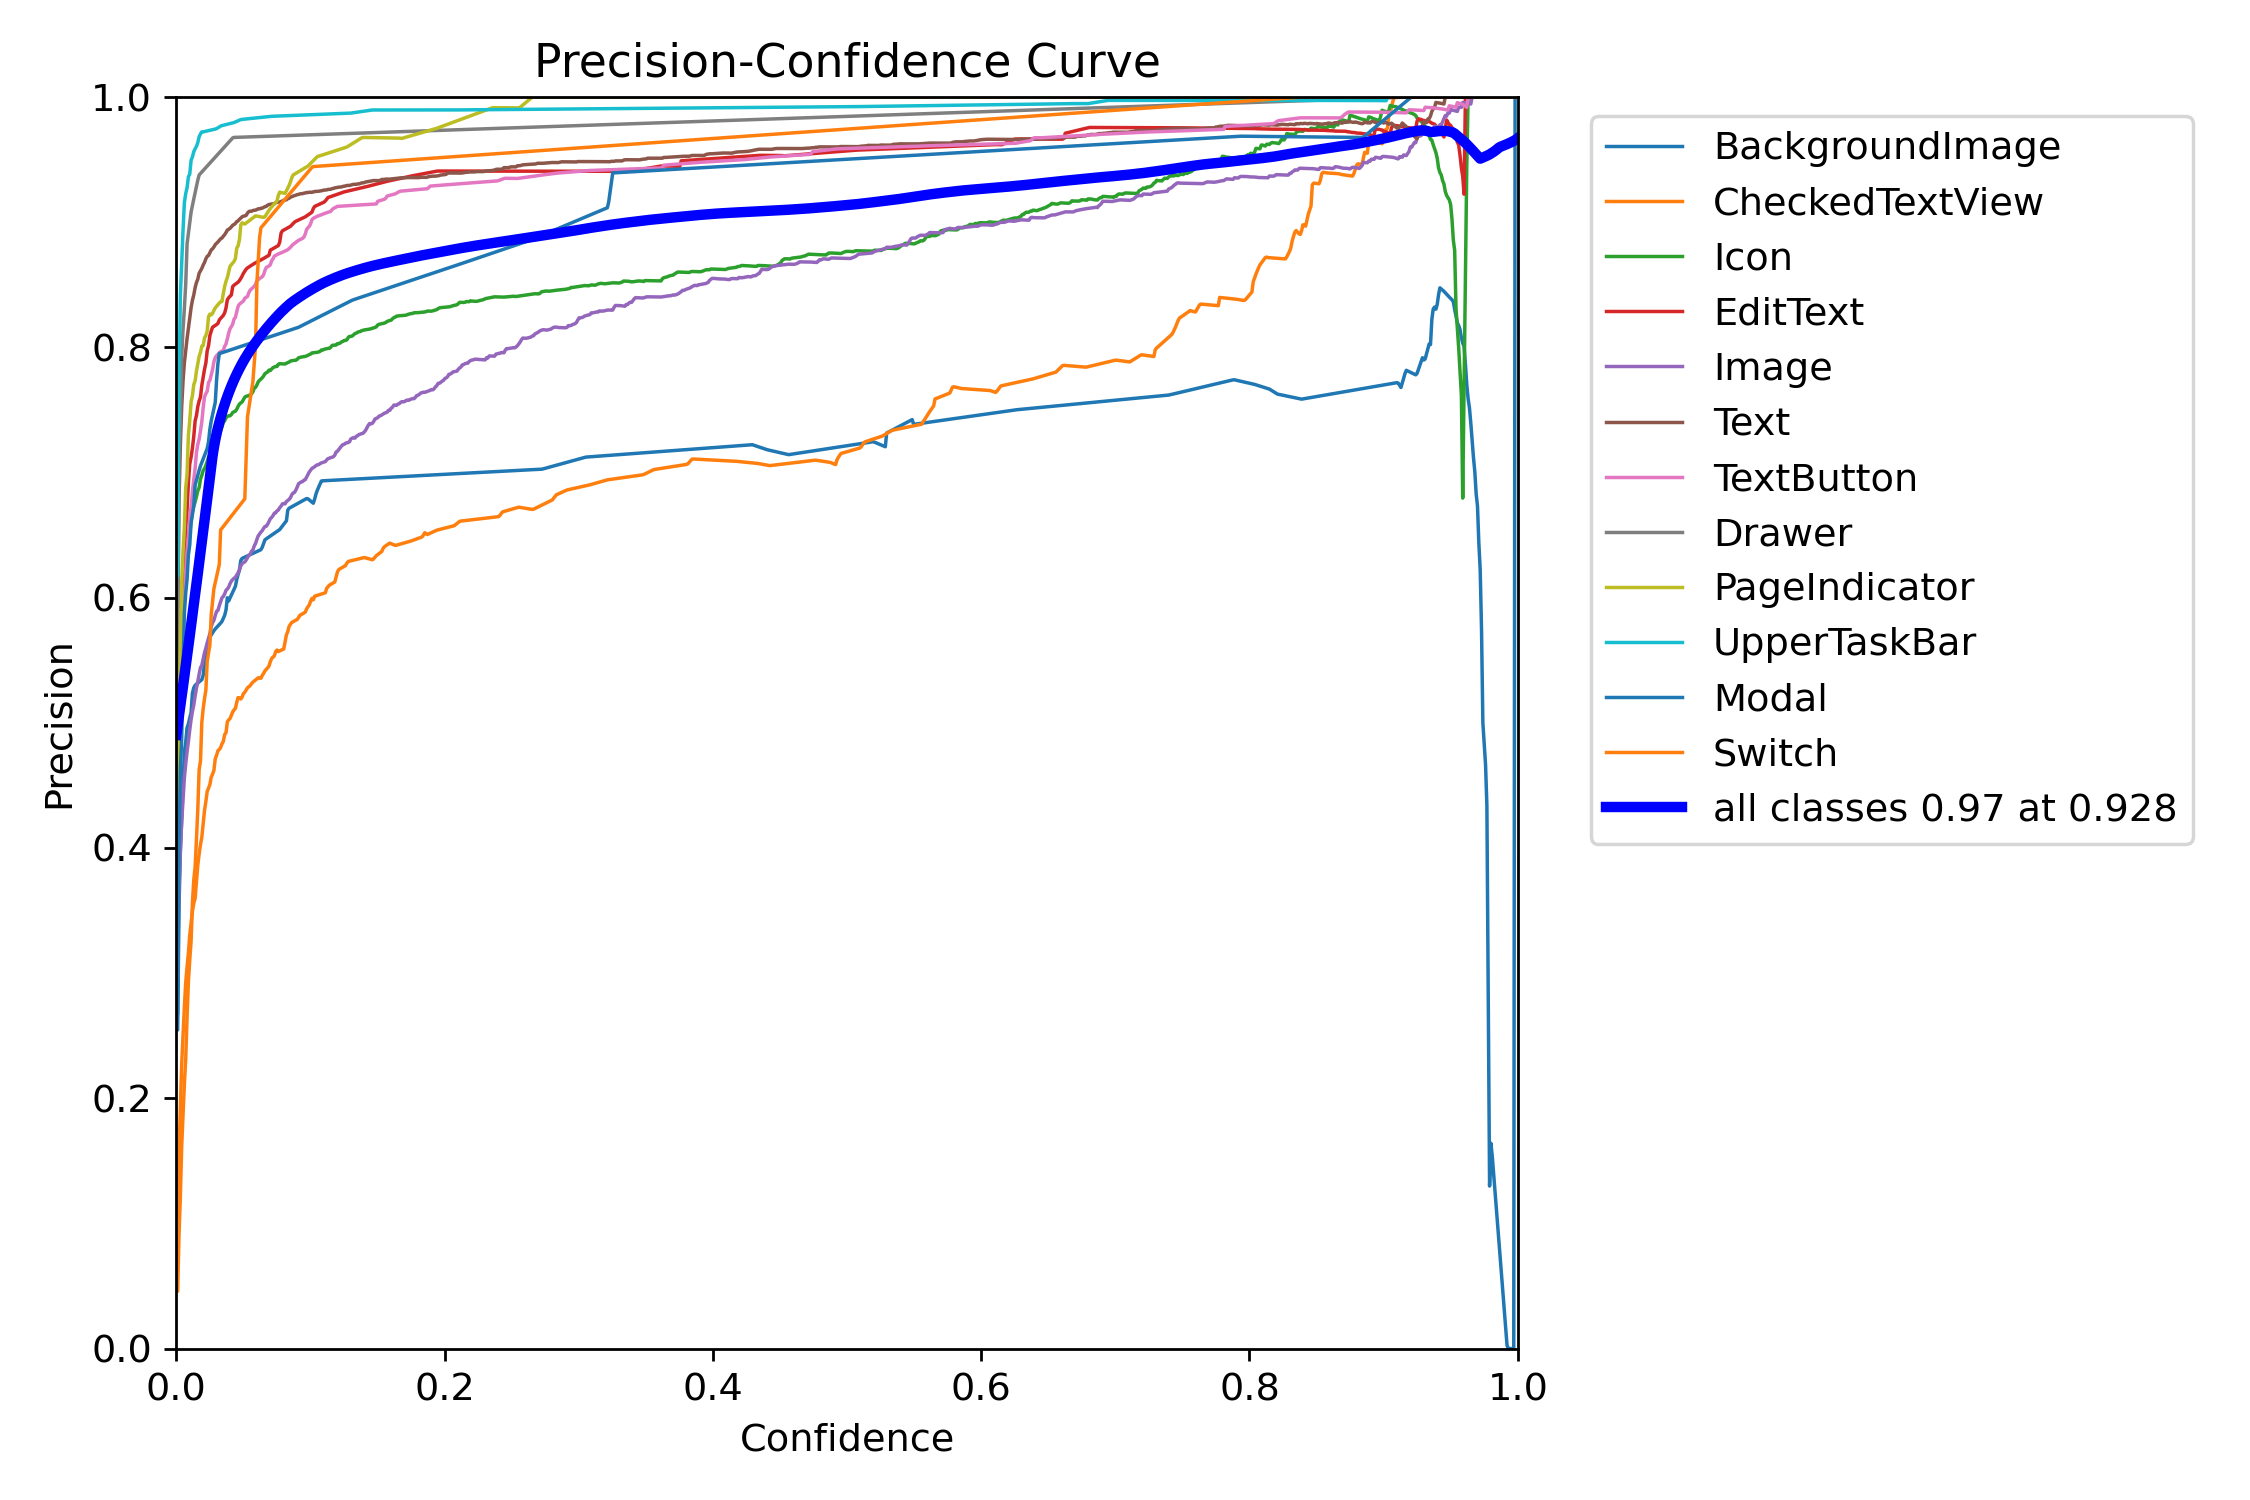 Precision-Confidence Curve
1.0
0.8
0.6
0.4
0.2
0.0
Precision
0.0 0.2 0.4 0.6 0.8 1.0
Confidence
BackgroundImage
CheckedTextView
Icon
EditText
Image
Text
TextButton
Drawer
PageIndicator
UpperTaskBar
Modal
Switch
all classes 0.97 at 0.928